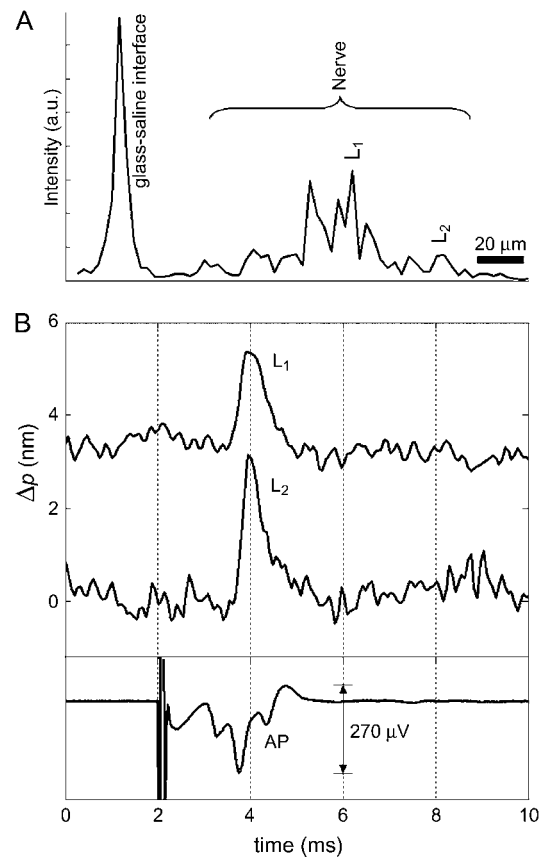 A
Intensity (a.u.)
glass-saline interface
Nerve
L1
L2
20 μm
B
Δp (nm)
6
4
2
0
L1
L2
AP
270 μV
0 2 4 6 8 10
time (ms)